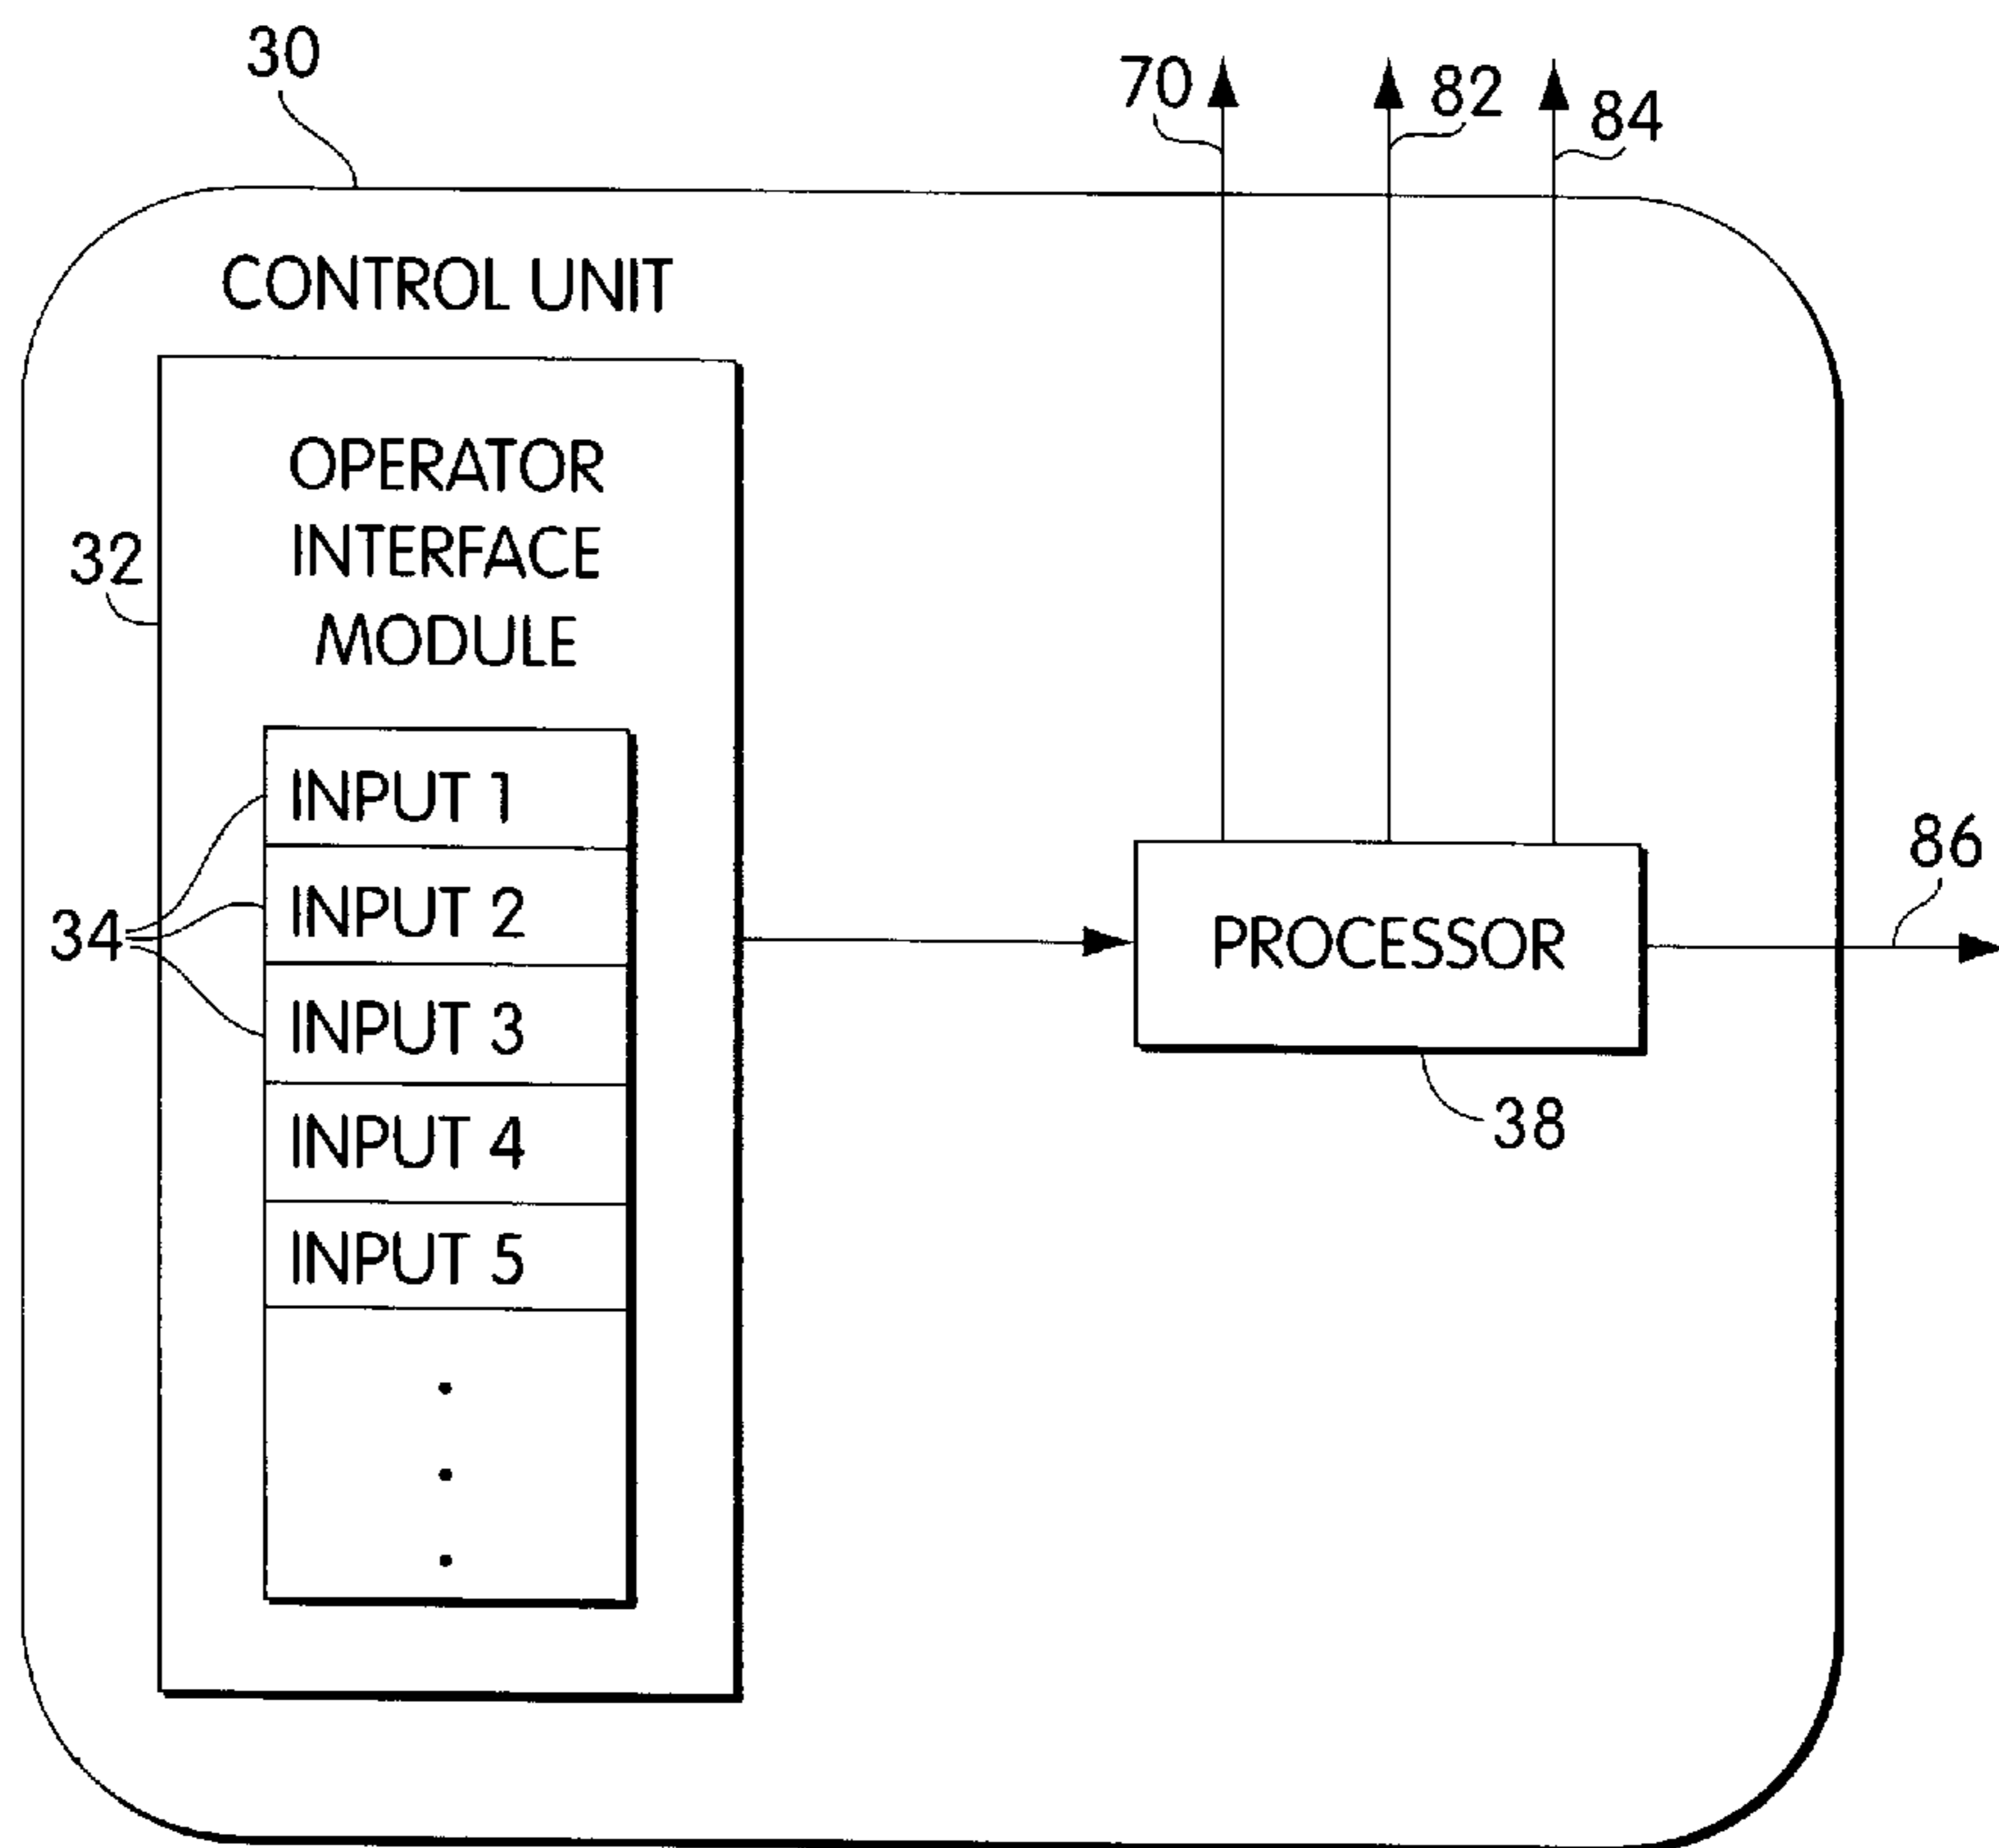 30
70
82
84
CONTROL UNIT
OPERATOR
INTERFACE
MODULE
32
INPUT 1
INPUT 2
INPUT 3
INPUT 4
INPUT 5
34
PROCESSOR
86
38